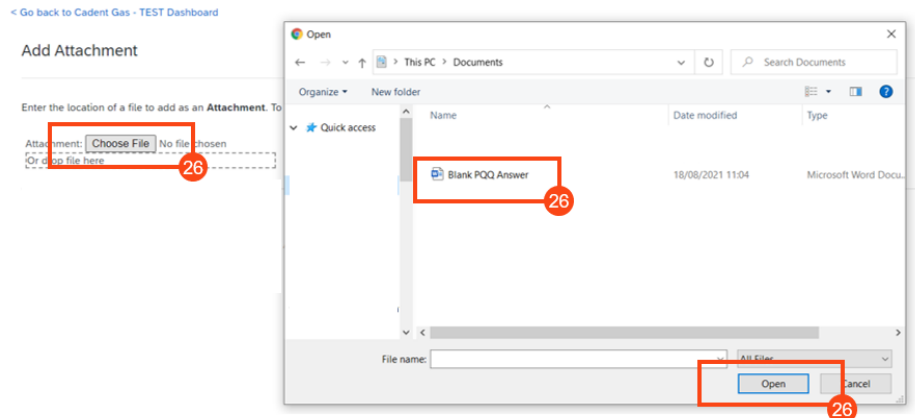 < Go back to Cadent Gas - TEST Dashboard
Add Attachment
Enter the location of a file to add as an Attachment. To
Attachment: Choose File No file chosen
Or drop file here
26
Open
This PC > Documents
Search Documents
Organize
New folder
?
Quick access
Name
Date modified
Type
Blank PQQ Answer
18/08/2021 11:04
Microsoft Word Docu...
26
File name:
All Files
Open
Cancel
26